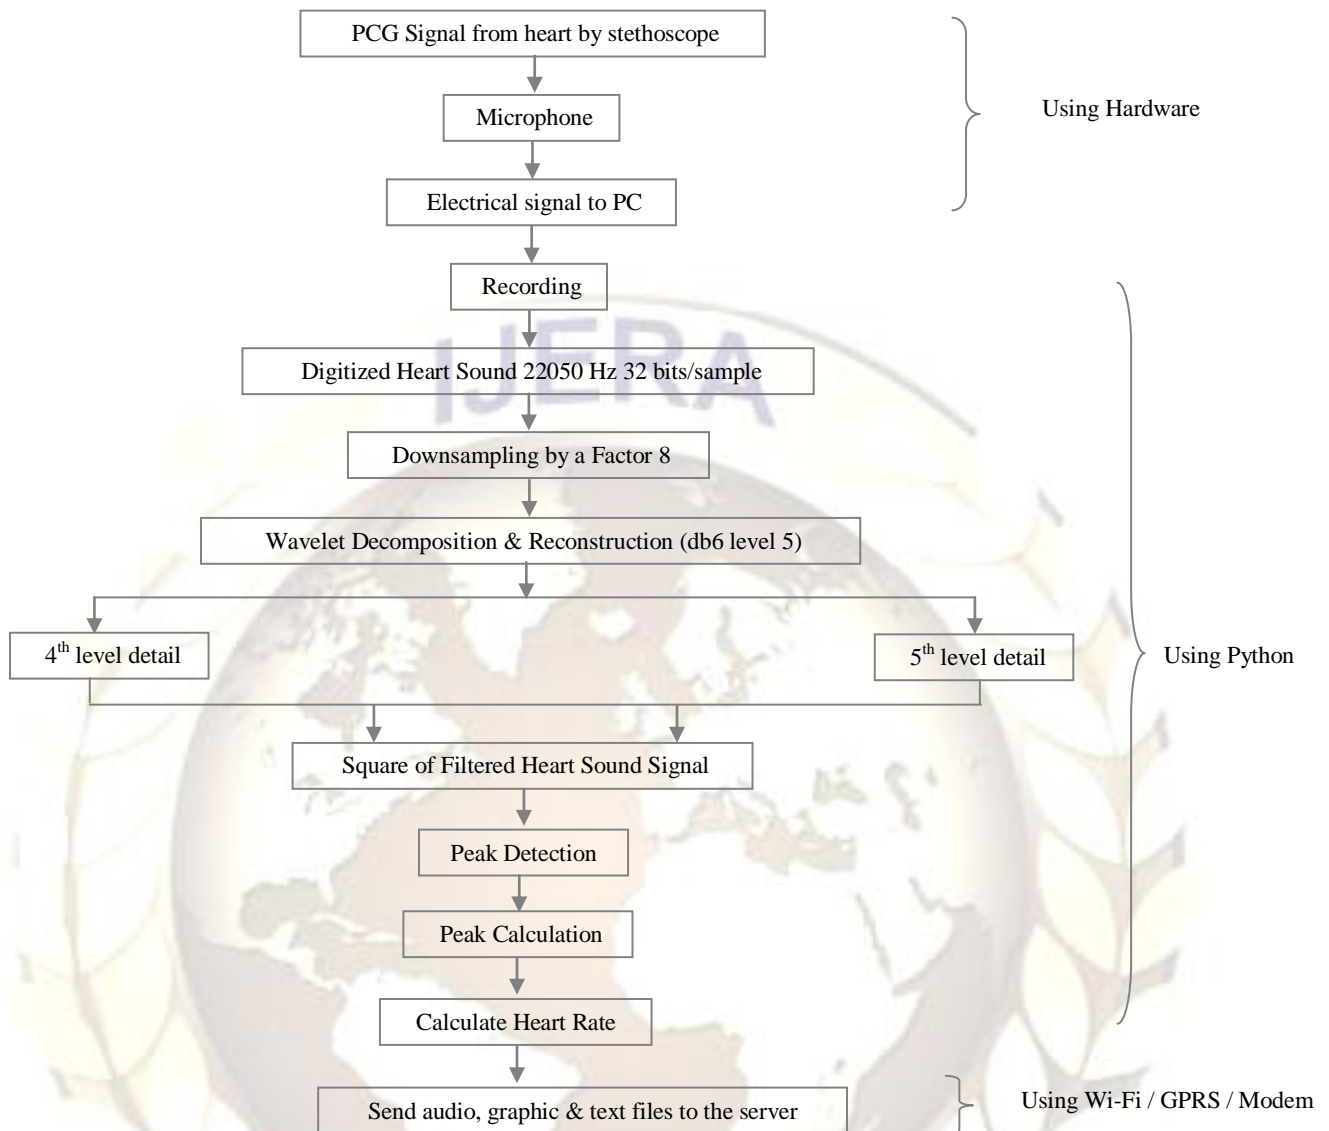 PCG Signal from heart by stethoscope
Microphone
Using Hardware
Electrical signal to PC
Recording
IJERA
Digitized Heart Sound 22050 Hz 32 bits/sample
Downsampling by a Factor 8
Wavelet Decomposition & Reconstruction (db6 level 5)
4th level detail
5th level detail
Using Python
Square of Filtered Heart Sound Signal
Peak Detection
Peak Calculation
Calculate Heart Rate
Send audio, graphic & text files to the server
Using Wi-Fi / GPRS / Modem